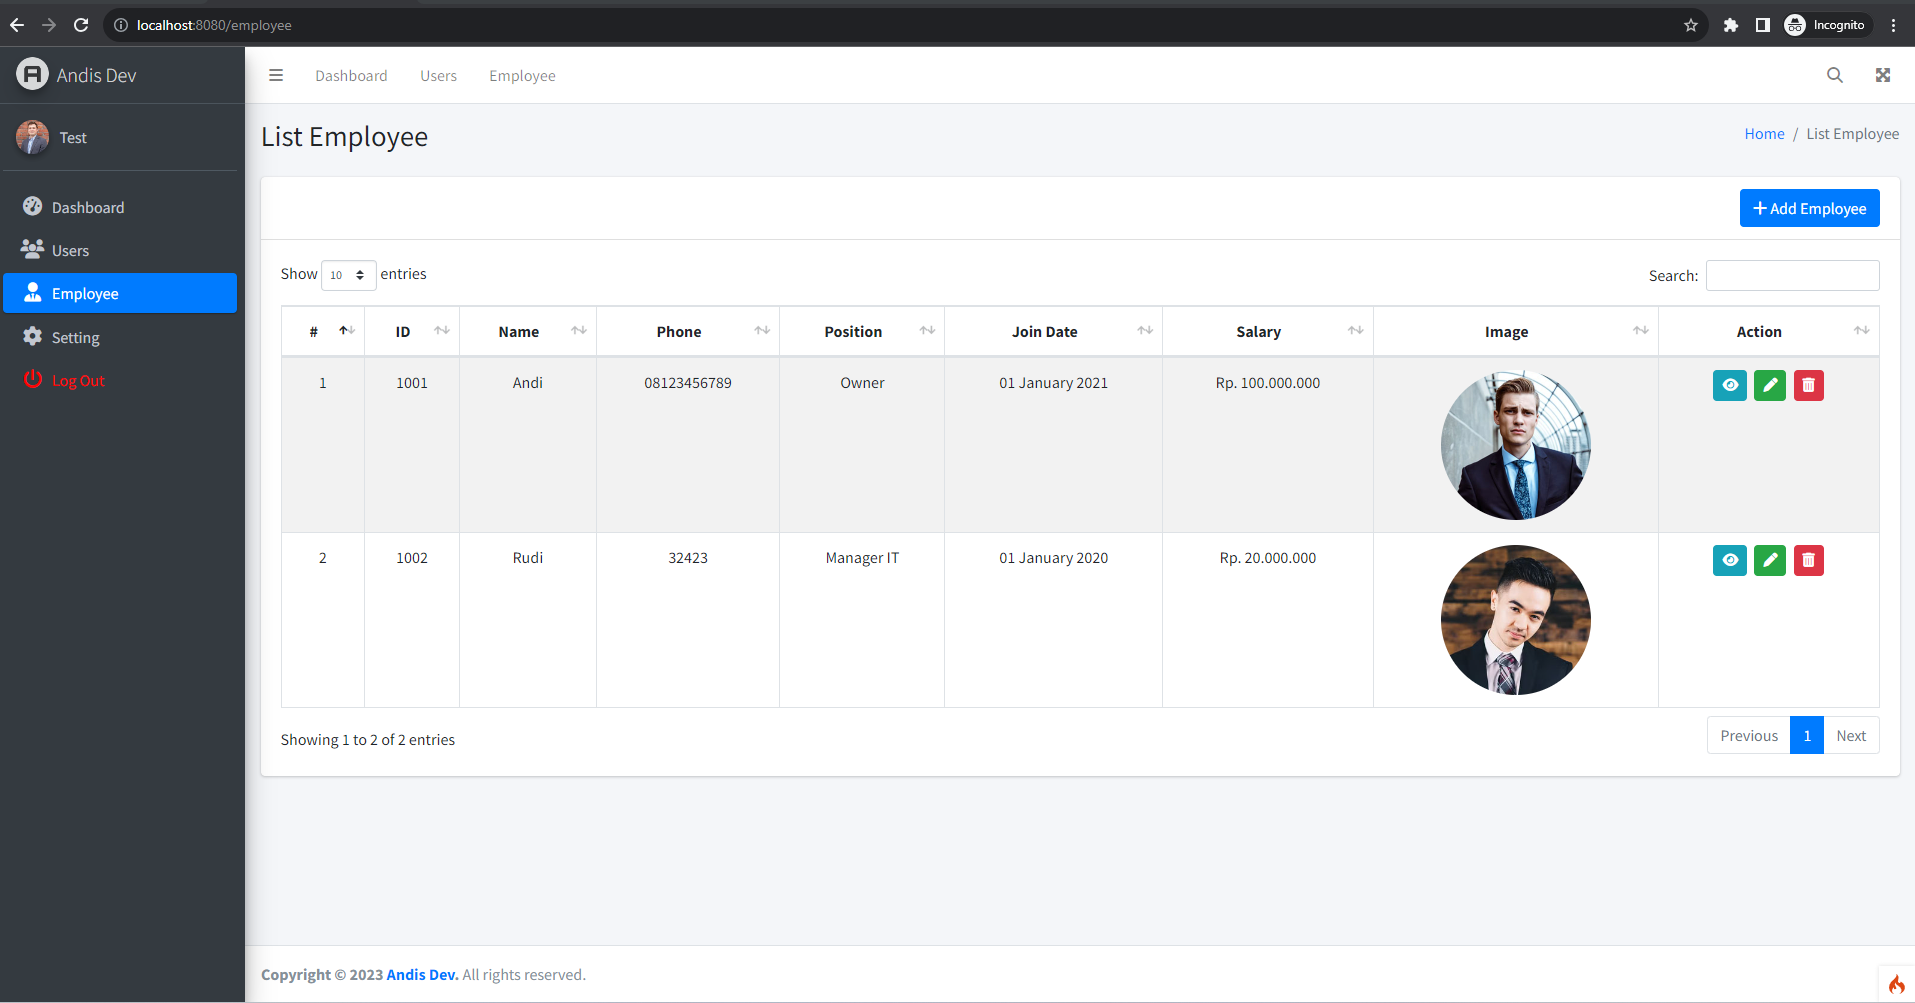 localhost:8080/employee
Incognito
Andis Dev
Dashboard Users Employee
Test
Dashboard
Users
Employee
Setting
Log Out
List Employee
Home / List Employee
Add Employee
Show 10 entries
Search:
# ID Name Phone Position Join Date Salary Image Action
1 1001 Andi 08123456789 Owner 01 January 2021 Rp. 100.000.000
2 1002 Rudi 32423 Manager IT 01 January 2020 Rp. 20.000.000
Showing 1 to 2 of 2 entries
Previous 1 Next
Copyright © 2023 Andis Dev. All rights reserved.